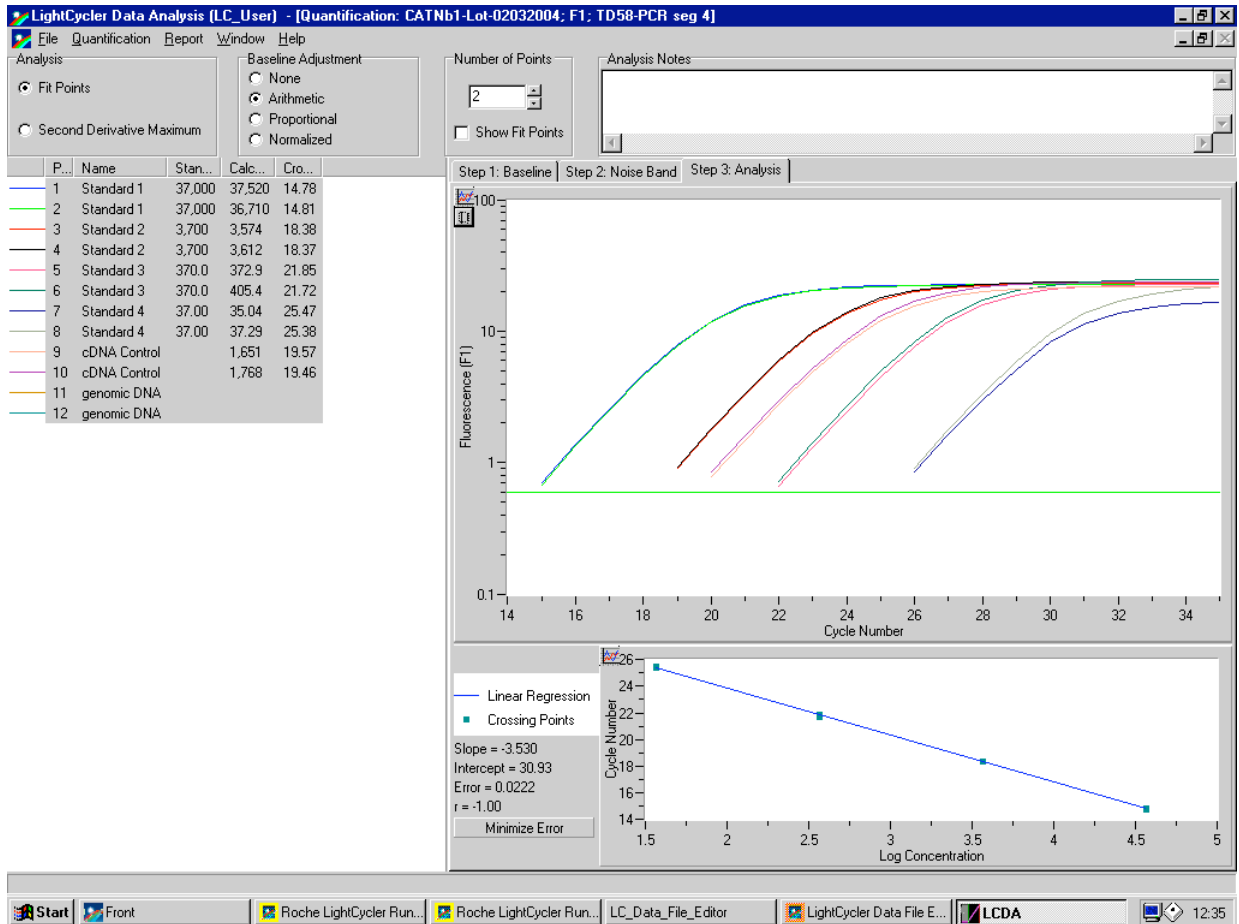 LightCycler Data Analysis (LC_User) - [Quantification: CATNb1-Lot-02032004; F1; TD58-PCR seg 4]
File Quantification Report Window Help
Analysis
Fit Points
Second Derivative Maximum
Baseline Adjustment
None
Arithmetic
Proportional
Normalized
Number of Points
2
Show Fit Points
Analysis Notes
P... Name Stan... Calc... Cro...
1 Standard 1 37,000 37,520 14.78
2 Standard 1 37,000 36,710 14.81
3 Standard 2 3,700 3,574 18.38
4 Standard 2 3,700 3,612 18.37
5 Standard 3 370.0 372.9 21.85
6 Standard 3 370.0 405.4 21.72
7 Standard 4 37.00 35.04 25.47
8 Standard 4 37.00 37.29 25.38
9 cDNA Control 1,651 19.57
10 cDNA Control 1,768 19.46
11 genomic DNA
12 genomic DNA
Step 1: Baseline Step 2: Noise Band Step 3: Analysis
100
10
1
0.1
Fluorescence (F1)
14 16 18 20 22 24 26 28 30 32 34
Cycle Number
Linear Regression
Crossing Points
Slope = -3.530
Intercept = 30.93
Error = 0.0222
r = -1.00
Minimize Error
26
24
22
20
18
16
14
Cycle Number
1.5 2 2.5 3 3.5 4 4.5 5
Log Concentration
Start Front Roche LightCycler Run... Roche LightCycler Run... LC_Data_File_Editor LightCycler Data File E... LCDA 12:35